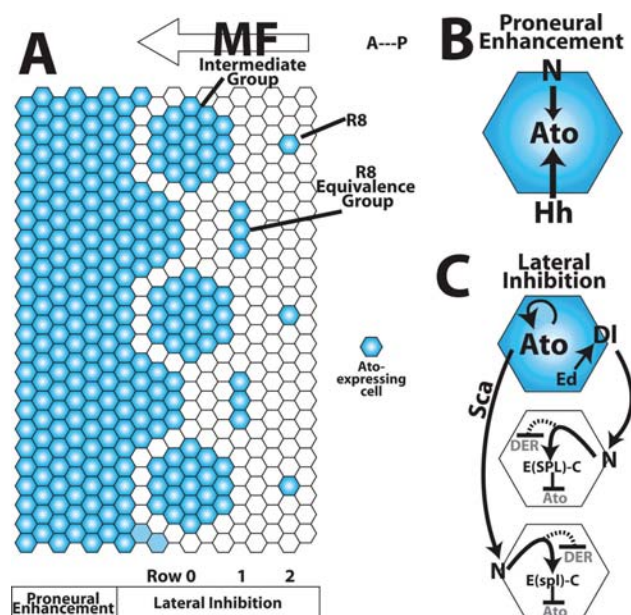 A
MF
A---P
Intermediate
Group
R8
R8
Equivalence
Group
Ato-
expressing
cell
Row 0 1 2
Proneural
Enhancement
Lateral Inhibition
B
Proneural
Enhancement
N
Ato
Hh
C
Lateral
Inhibition
Ato
Dl
Ed
Sca
DER
N
E(SPL)-C
Ato
N
DER
E(spl)-C
Ato